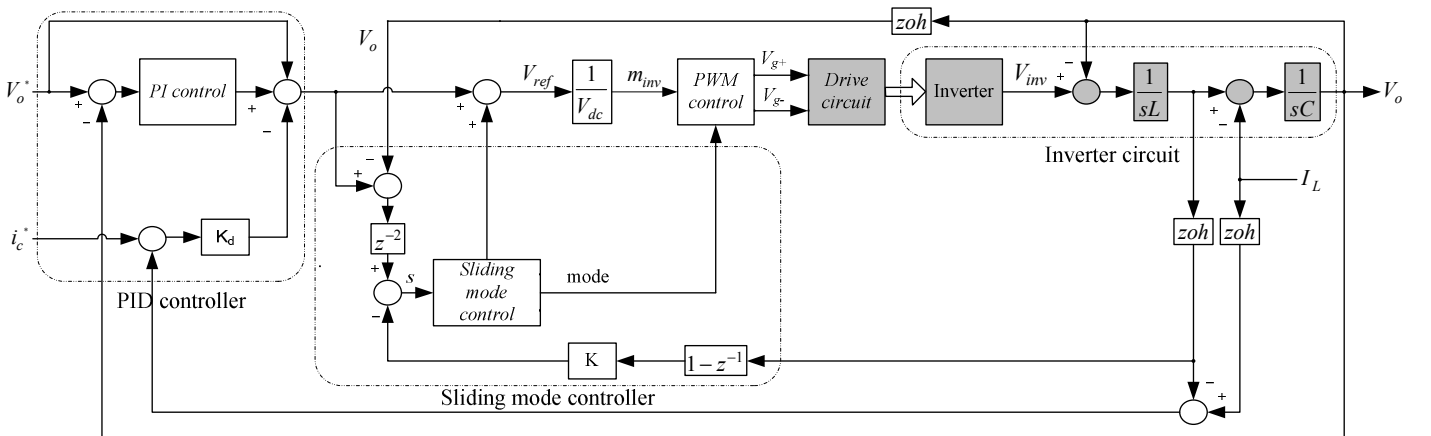 zoh
V_o
V_o^*
PI control
V_ref
1/V_dc
m_inv
PWM control
V_g+
V_g-
Drive circuit
Inverter
V_inv
1/sL
1/sC
V_o
+
-
+
-
+
+
+
-
+
-
Inverter circuit
I_L
-
+
i_c^*
K_d
z^{-2}
zoh
zoh
+
s
-
Sliding mode control
mode
PID controller
K
1-z^{-1}
-
+
Sliding mode controller